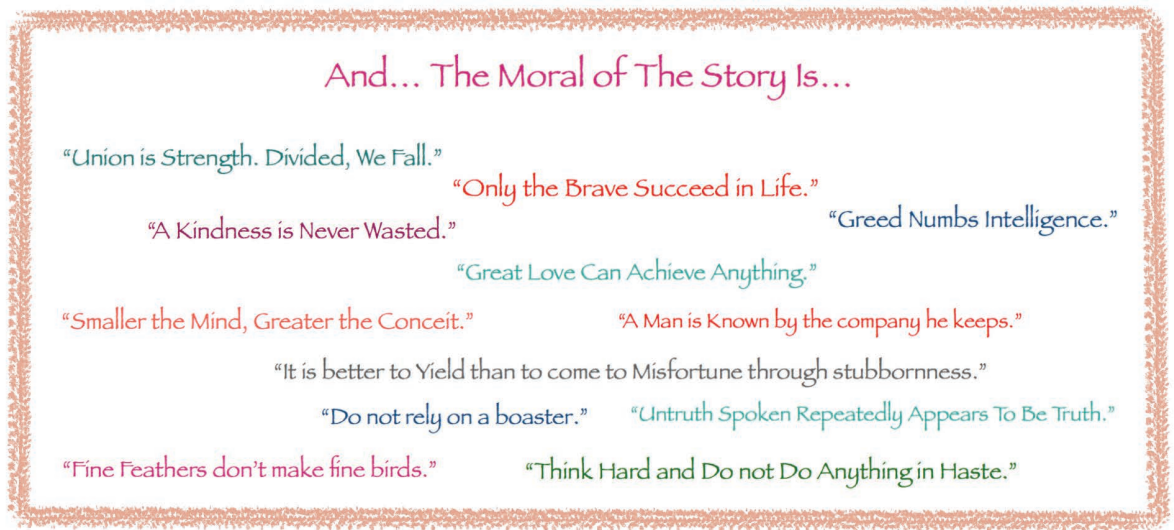 And... The Moral of The Story Is...
“Union is Strength. Divided, We Fall.”
“Only the Brave Succeed in Life.”
“Greed Numbs Intelligence.”
“A Kindness is Never Wasted.”
“Great Love Can Achieve Anything.”
“Smaller the Mind, Greater the Conceit.”
“A Man is Known by the company he keeps.”
“It is better to Yield than to come to Misfortune through stubbornness.”
“Do not rely on a boaster.”
“Untruth Spoken Repeatedly Appears To Be Truth.”
“Fine Feathers don’t make fine birds.”
“Think Hard and Do not Do Anything in Haste.”